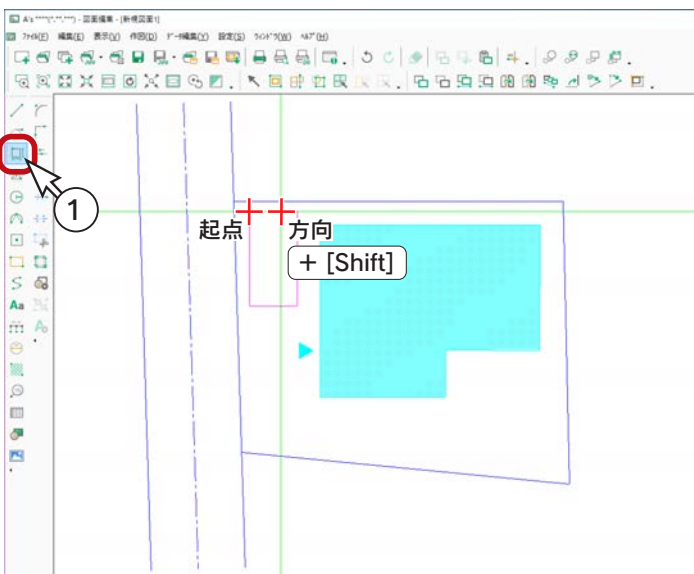 A's ****(*.**.***) - 図面編集 - [新規図面1]
ﾌｧｲﾙ(F) 編集(E) 表示(V) 作図(D) ﾃﾞｰﾀ編集(Y) 設定(S) ｳｨﾝﾄﾞｳ(W) ﾍﾙﾌﾟ(H)
1
起点
方向
+ [Shift]
Aa